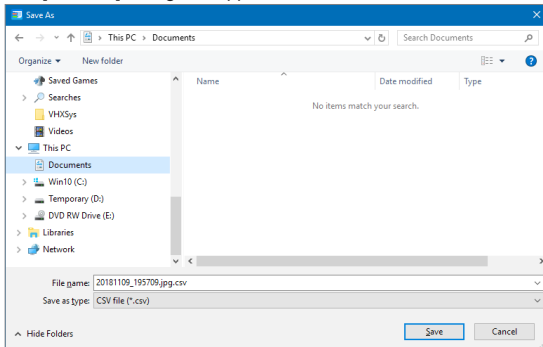 Save As
This PC > Documents
Search Documents
Organize
New folder
Saved Games
Searches
VHXSys
Videos
This PC
Documents
Win10 (C:)
Temporary (D:)
DVD RW Drive (E:)
Libraries
Network
Name
Date modified
Type
No items match your search.
File name: 20181109_195709.jpg.csv
Save as type: CSV file (*.csv)
Hide Folders
Save
Cancel